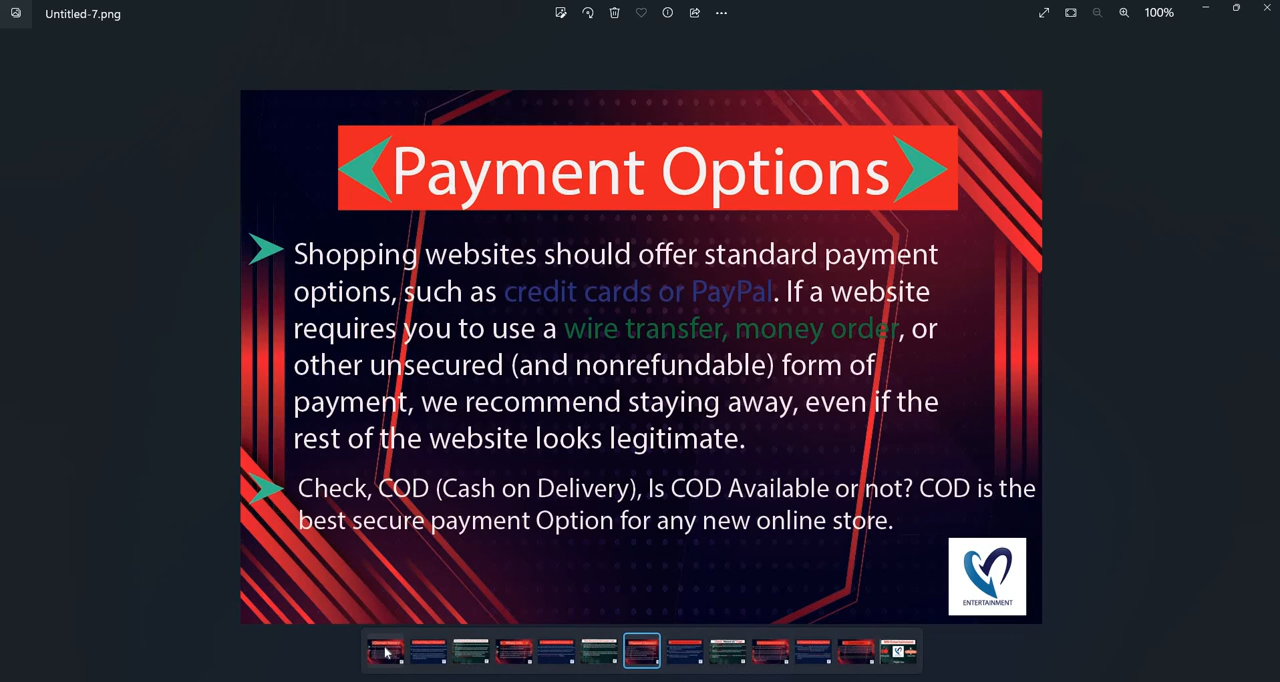 Untitled-7.png
100%
Payment Options
Shopping websites should offer standard payment
options, such as credit cards or PayPal. If a website
requires you to use a wire transfer, money order, or
other unsecured (and nonrefundable) form of
payment, we recommend staying away, even if the
rest of the website looks legitimate.
Check, COD (Cash on Delivery), Is COD Available or not? COD is the
best secure payment Option for any new online store.
ENTERTAINMENT